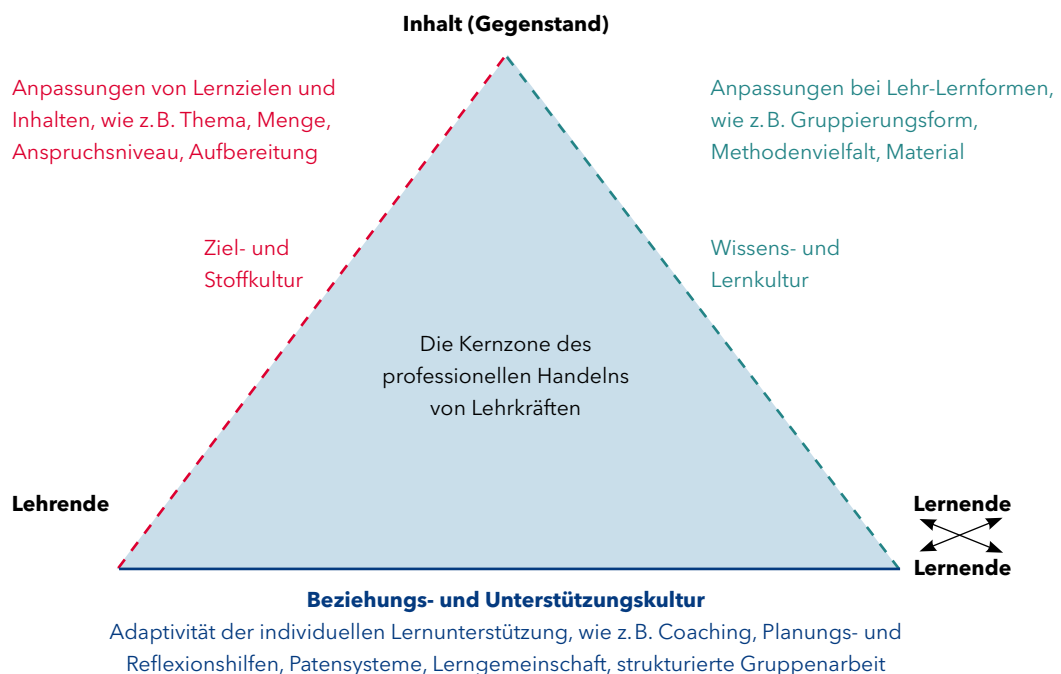 Inhalt (Gegenstand)
Anpassungen von Lernzielen und
Inhalten, wie z.B. Thema, Menge,
Anspruchsniveau, Aufbereitung
Anpassungen bei Lehr-Lernformen,
wie z.B. Gruppierungsform,
Methodenvielfalt, Material
Ziel- und
Stoffkultur
Wissens- und
Lernkultur
Die Kernzone des
professionellen Handelns
von Lehrkräften
Lehrende
Lernende
Lernende
Beziehungs- und Unterstützungskultur
Adaptivität der individuellen Lernunterstützung, wie z.B. Coaching, Planungs- und
Reflexionshilfen, Patensysteme, Lerngemeinschaft, strukturierte Gruppenarbeit